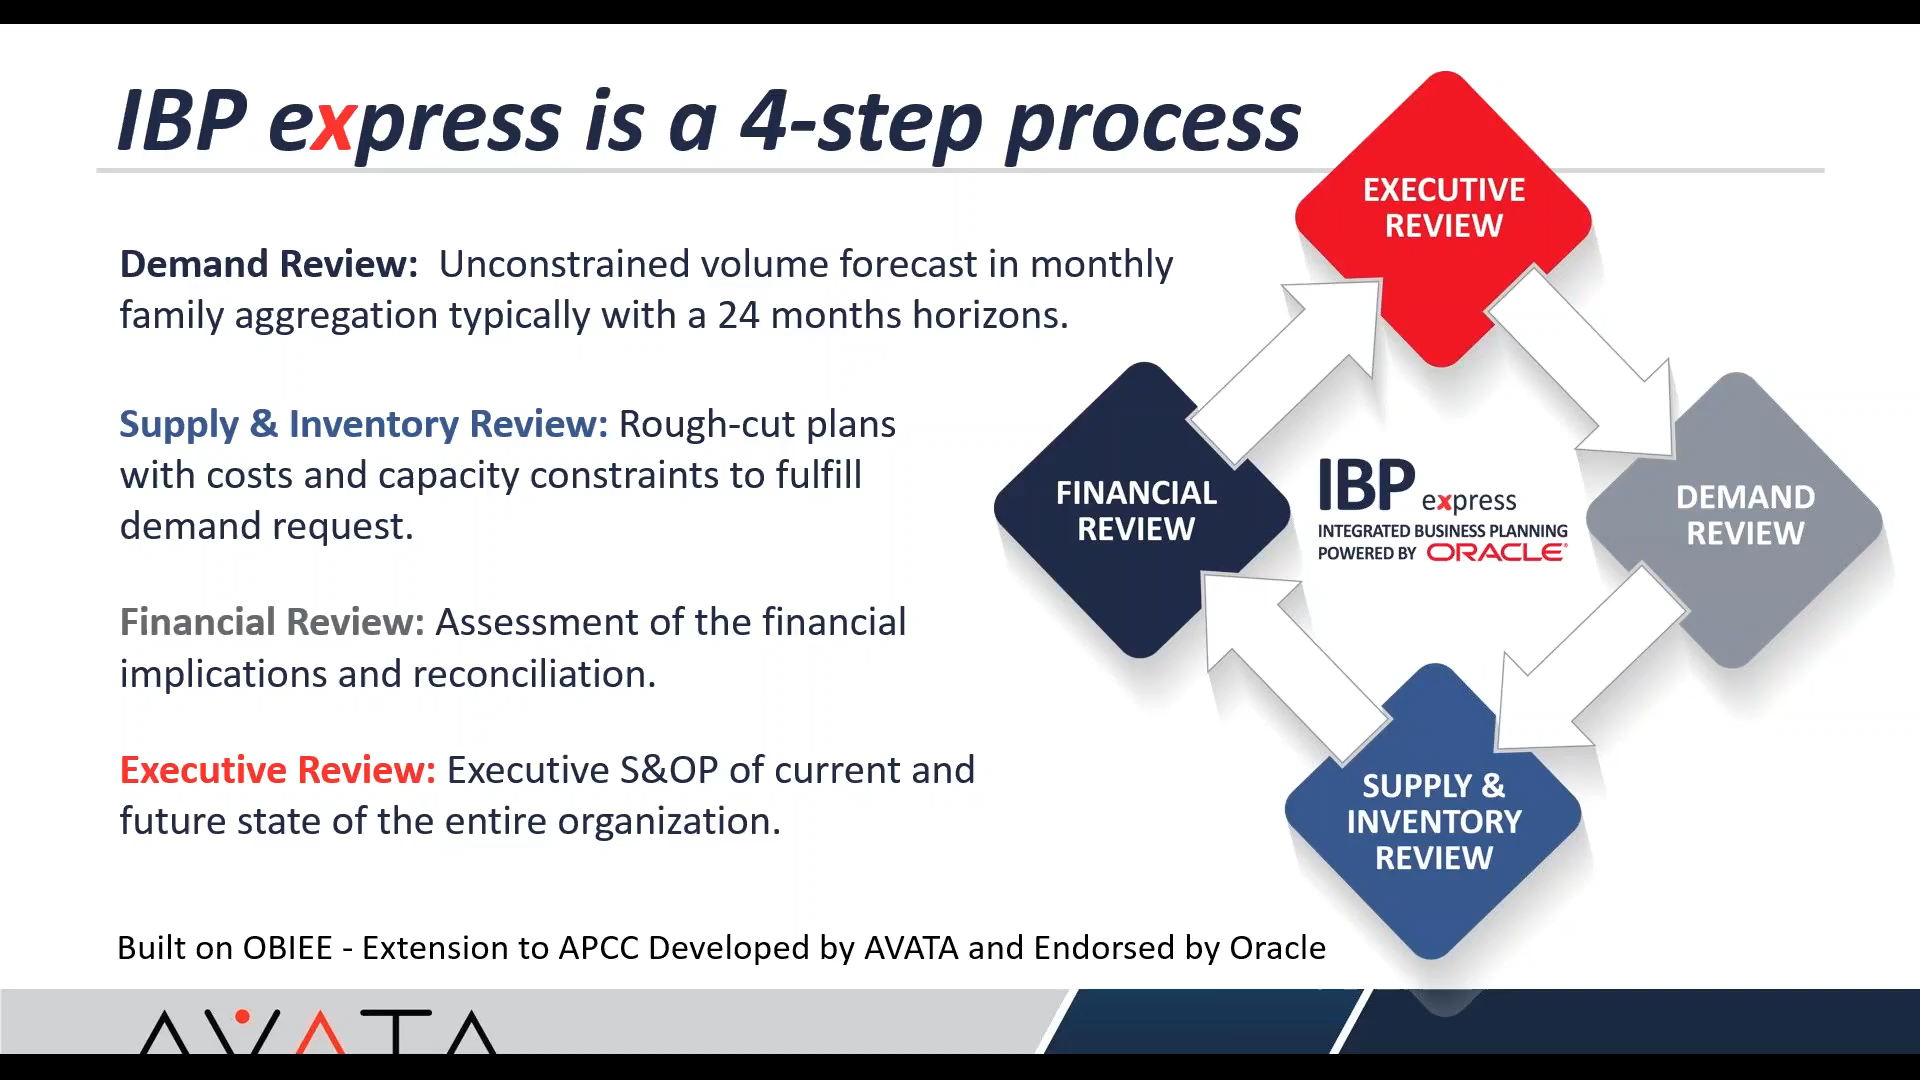 IBP express is a 4-step process
Demand Review: Unconstrained volume forecast in monthly
family aggregation typically with a 24 months horizons.
Supply & Inventory Review: Rough-cut plans
with costs and capacity constraints to fulfill
demand request.
Financial Review: Assessment of the financial
implications and reconciliation.
Executive Review: Executive S&OP of current and
future state of the entire organization.
EXECUTIVE
REVIEW
FINANCIAL
REVIEW
IBP express
INTEGRATED BUSINESS PLANNING
POWERED BY ORACLE
DEMAND
REVIEW
SUPPLY &
INVENTORY
REVIEW
Built on OBIEE - Extension to APCC Developed by AVATA and Endorsed by Oracle
AVATA